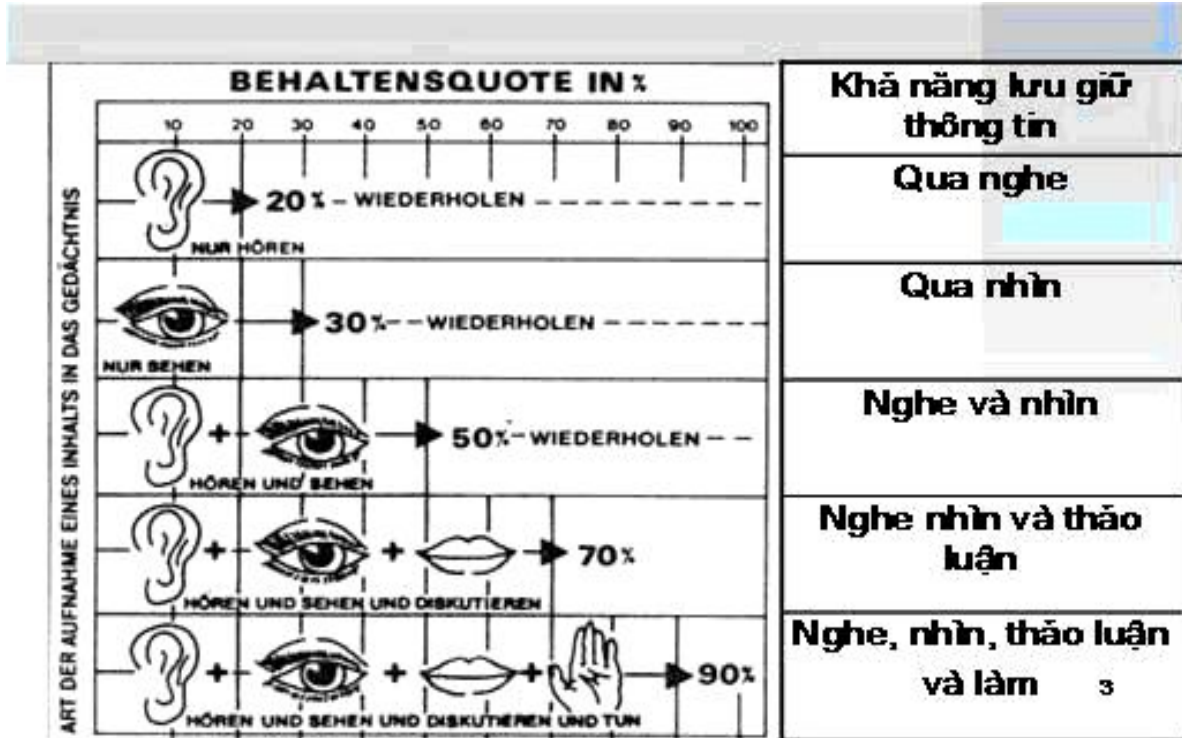 BEHALTENSQUOTE IN %
10 20 30 40 50 60 70 80 90 100
ART DER AUFNAHME EINES INHALTS IN DAS GEDÄCHTNIS
20% – WIEDERHOLEN
NUR HÖREN
30% – WIEDERHOLEN
NUR SEHEN
+ 50% – WIEDERHOLEN
HÖREN UND SEHEN
+ + 70%
HÖREN UND SEHEN UND DISKUTIEREN
+ + + 90%
HÖREN UND SEHEN UND DISKUTIEREN UND TUN
Khả năng lưu giữ
thông tin
Qua nghe
Qua nhìn
Nghe và nhìn
Nghe nhìn và thảo
luận
Nghe, nhìn, thảo luận
và làm 3